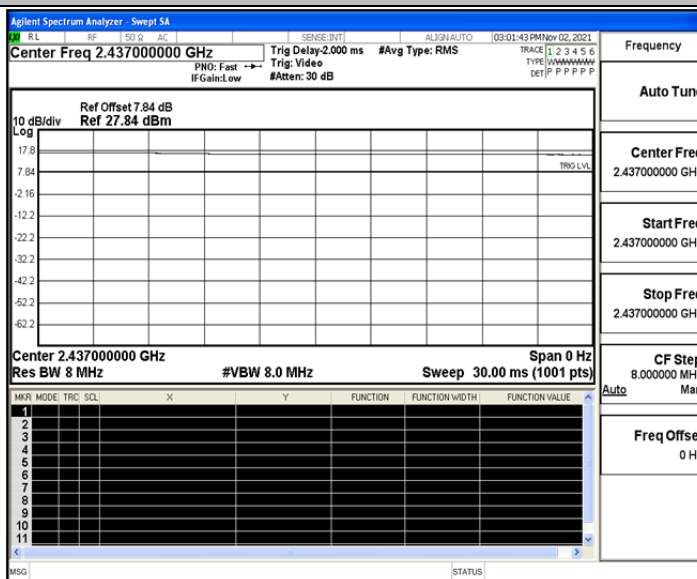 Agilent Spectrum Analyzer - Swept SA
LXI RL RF 50 Ω AC SENSE:INT ALIGN AUTO 03:01:43 PM Nov 02, 2021
Center Freq 2.437000000 GHz
PNO: Fast
IFGain:Low
Trig Delay-2.000 ms
Trig: Video
#Atten: 30 dB
#Avg Type: RMS
TRACE 1 2 3 4 5 6
TYPE WWWWWW
DET P P P P P P
Ref Offset 7.84 dB
10 dB/div Ref 27.84 dBm
Log
17.8
7.84
TRIG LVL
-2.16
-12.2
-22.2
-32.2
-42.2
-52.2
-62.2
Center 2.437000000 GHz Span 0 Hz
Res BW 8 MHz #VBW 8.0 MHz Sweep 30.00 ms (1001 pts)
MKR MODE TRC SCL X Y FUNCTION FUNCTION WIDTH FUNCTION VALUE
1
2
3
4
5
6
7
8
9
10
11
MSG STATUS
Frequency
Auto Tun
Center Fre
2.437000000 GH
Start Fre
2.437000000 GH
Stop Fre
2.437000000 GH
CF Step
8.000000 MH
Auto Ma
Freq Offse
0 H